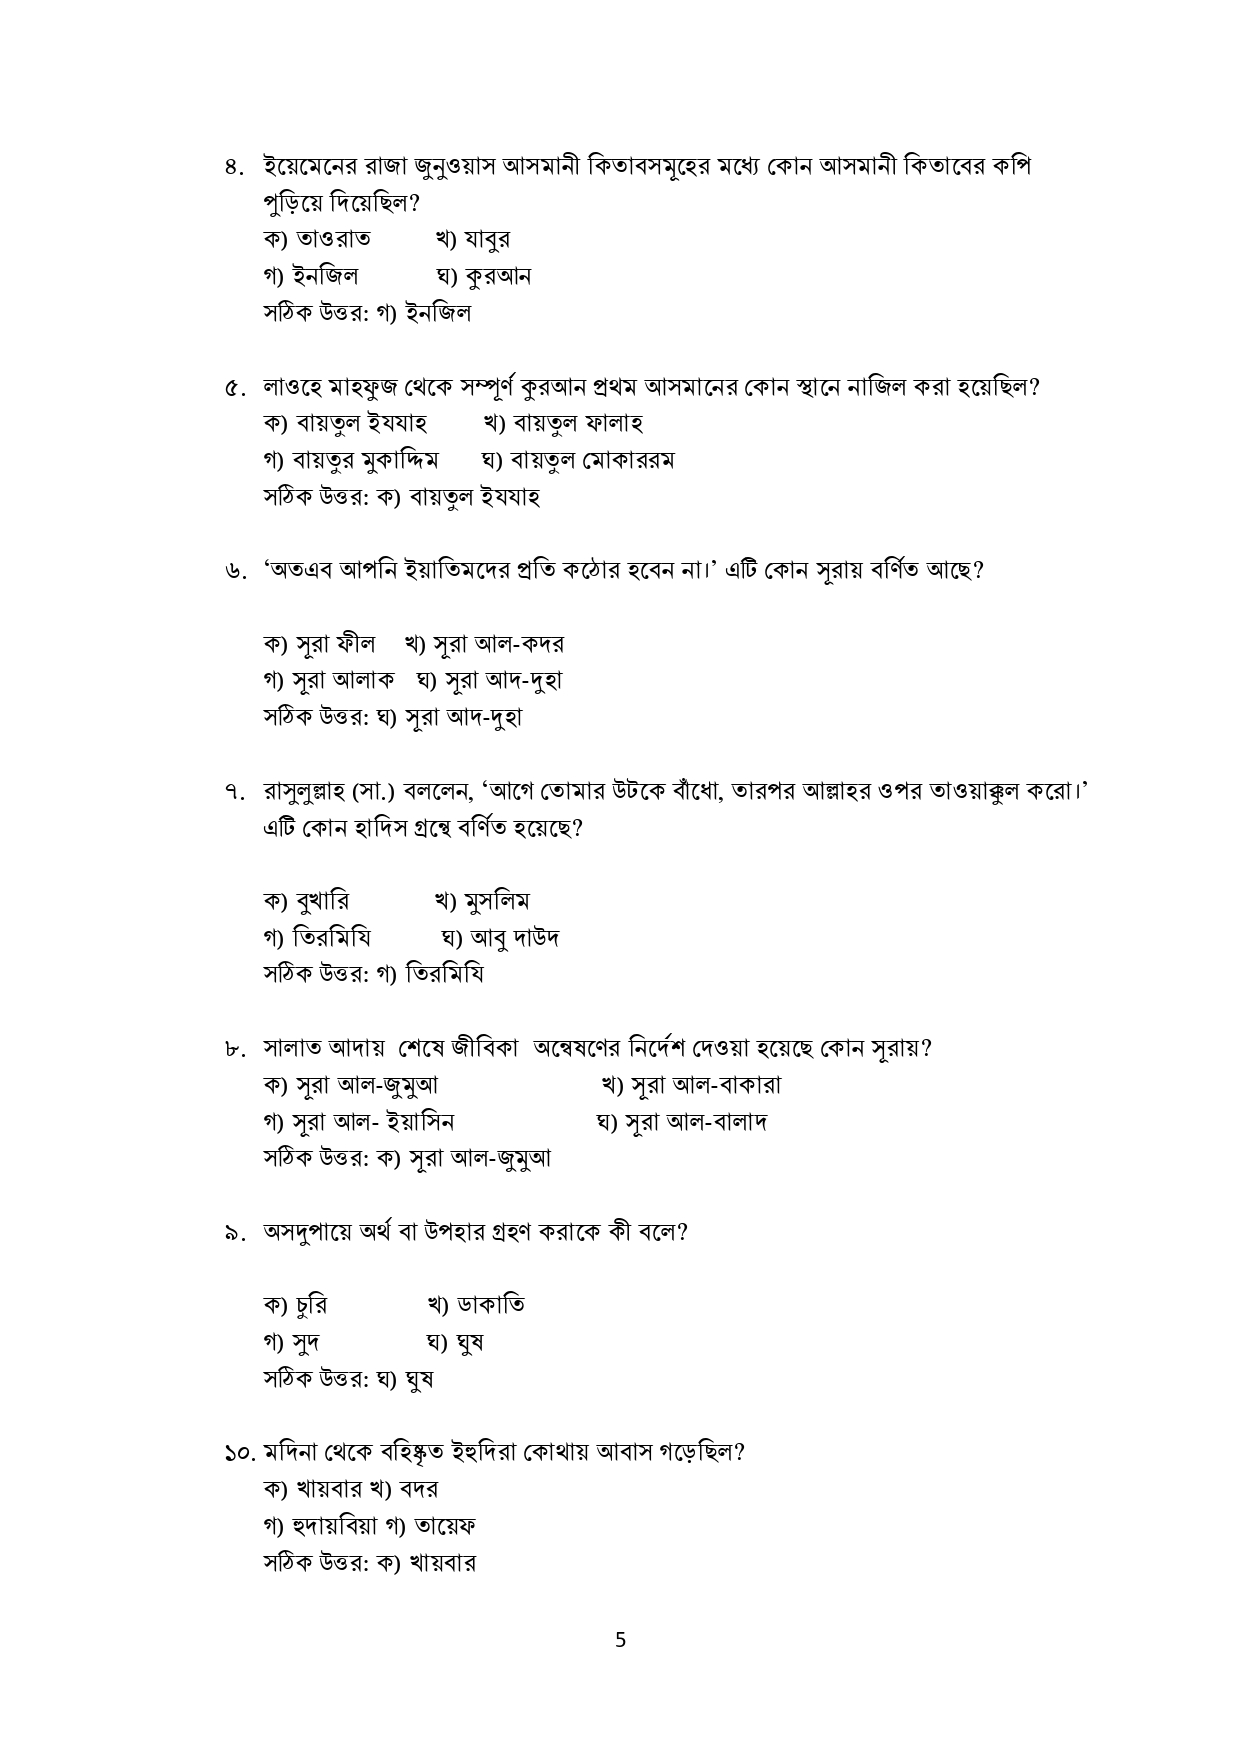 ৪. ইয়েমেনের রাজা জুনুওয়াস আসমানী কিতাবসমূহের মধ্যে কোন আসমানী কিতাবের কপি
পুড়িয়ে দিয়েছিল?
ক) তাওরাত খ) যাবুর
গ) ইনজিল ঘ) কুরআন
সঠিক উত্তর: গ) ইনজিল
৫. লাওহে মাহফুজ থেকে সম্পূর্ণ কুরআন প্রথম আসমানের কোন স্থানে নাজিল করা হয়েছিল?
ক) বায়তুল ইযযাহ খ) বায়তুল ফালাহ
গ) বায়তুর মুকাদ্দিম ঘ) বায়তুল মোকাররম
সঠিক উত্তর: ক) বায়তুল ইযযাহ
৬. ‘অতএব আপনি ইয়াতিমদের প্রতি কঠোর হবেন না।’ এটি কোন সূরায় বর্ণিত আছে?
ক) সূরা ফীল খ) সূরা আল-কদর
গ) সূরা আলাক ঘ) সূরা আদ-দুহা
সঠিক উত্তর: ঘ) সূরা আদ-দুহা
৭. রাসুলুল্লাহ (সা.) বললেন, ‘আগে তোমার উটকে বাঁধো, তারপর আল্লাহর ওপর তাওয়াক্কুল করো।’
এটি কোন হাদিস গ্রন্থে বর্ণিত হয়েছে?
ক) বুখারি খ) মুসলিম
গ) তিরমিযি ঘ) আবু দাউদ
সঠিক উত্তর: গ) তিরমিযি
৮. সালাত আদায় শেষে জীবিকা অন্বেষণের নির্দেশ দেওয়া হয়েছে কোন সূরায়?
ক) সূরা আল-জুমুআ খ) সূরা আল-বাকারা
গ) সূরা আল- ইয়াসিন ঘ) সূরা আল-বালাদ
সঠিক উত্তর: ক) সূরা আল-জুমুআ
৯. অসদুপায়ে অর্থ বা উপহার গ্রহণ করাকে কী বলে?
ক) চুরি খ) ডাকাতি
গ) সুদ ঘ) ঘুষ
সঠিক উত্তর: ঘ) ঘুষ
১০. মদিনা থেকে বহিষ্কৃত ইহুদিরা কোথায় আবাস গড়েছিল?
ক) খায়বার খ) বদর
গ) হুদায়বিয়া গ) তায়েফ
সঠিক উত্তর: ক) খায়বার
5